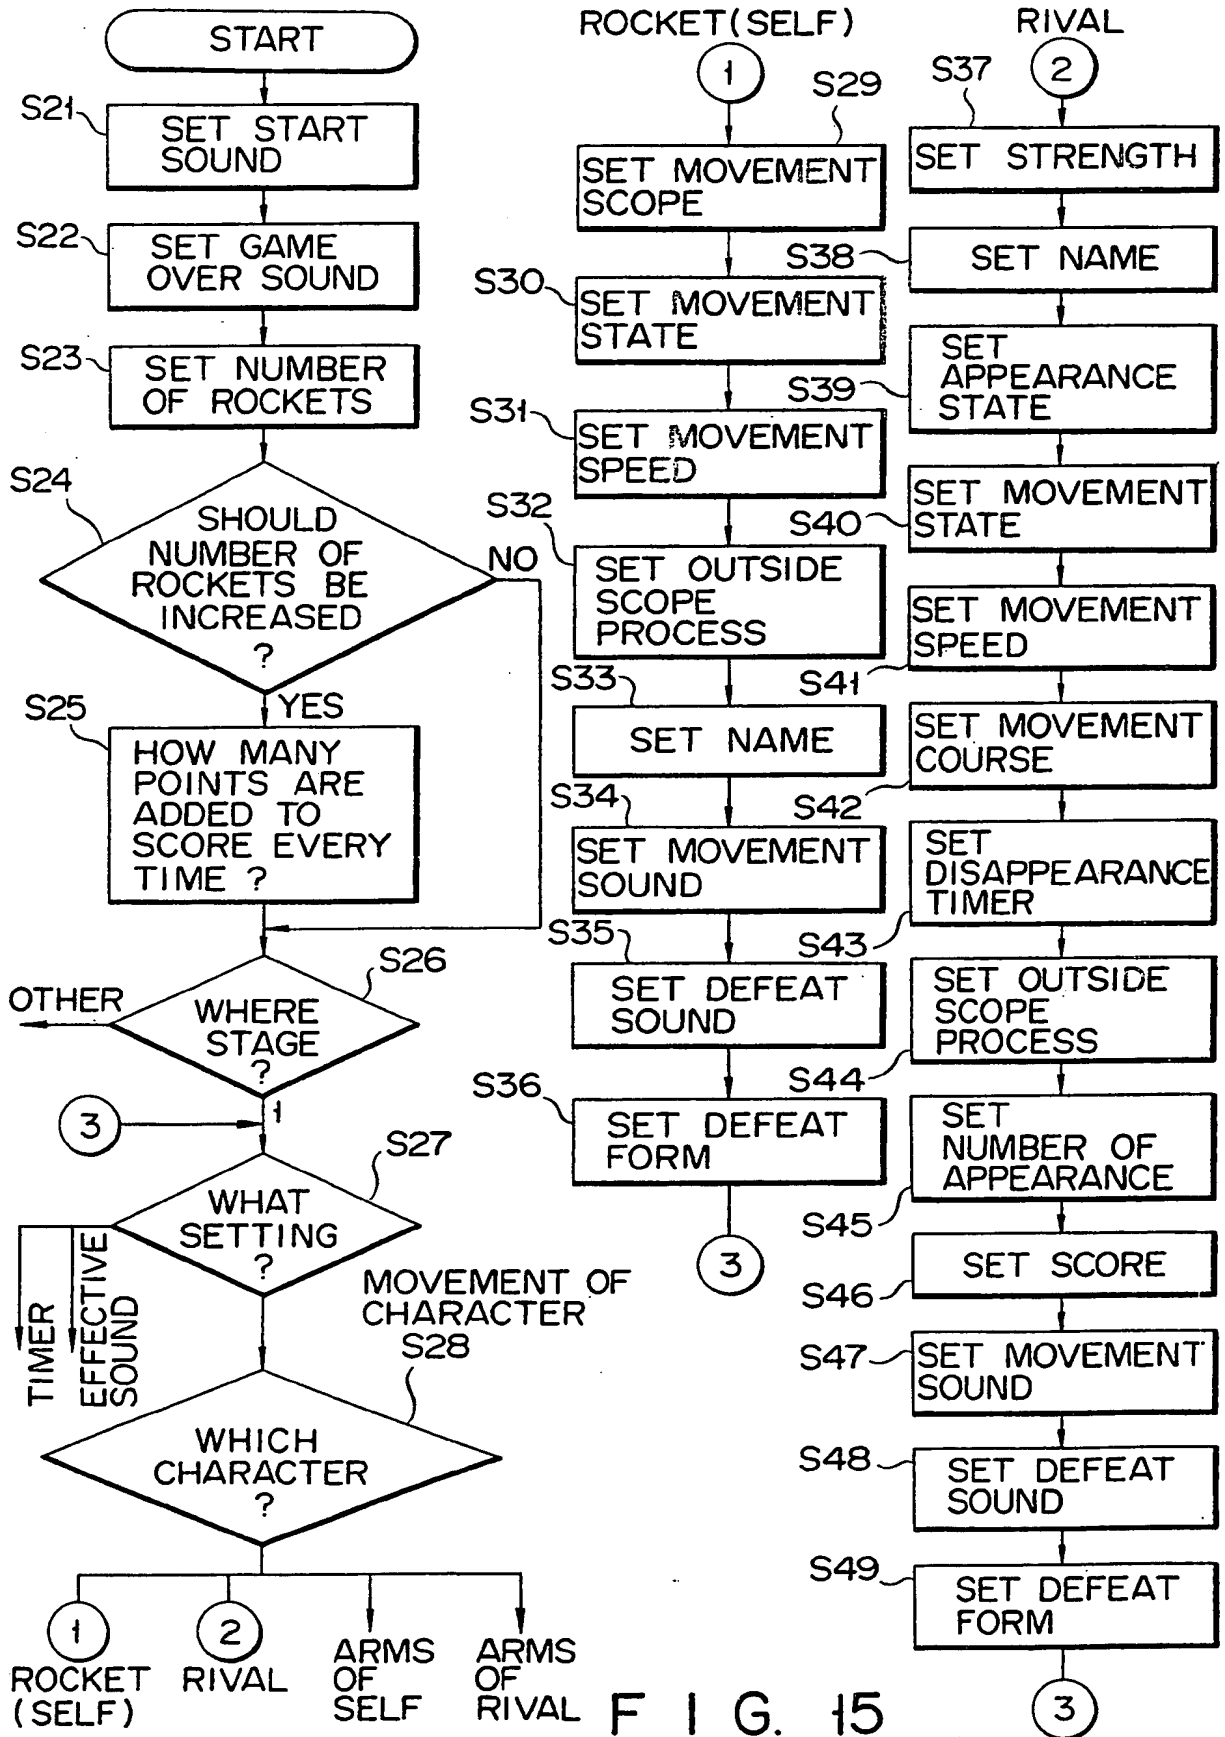 START
S21
SET START
SOUND
S22
SET GAME
OVER SOUND
S23
SET NUMBER
OF ROCKETS
S24
SHOULD
NUMBER OF
ROCKETS BE
INCREASED
?
NO
YES
S25
HOW MANY
POINTS ARE
ADDED TO
SCORE EVERY
TIME ?
S26
OTHER
WHERE
STAGE
?
1
3
S27
WHAT
SETTING
?
TIMER
EFFECTIVE
SOUND
MOVEMENT OF
CHARACTER
S28
WHICH
CHARACTER
?
1
ROCKET
(SELF)
2
RIVAL
ARMS
OF
SELF
ARMS
OF
RIVAL
ROCKET(SELF)
1
S29
SET MOVEMENT
SCOPE
S30
SET MOVEMENT
STATE
S31
SET MOVEMENT
SPEED
S32
SET OUTSIDE
SCOPE
PROCESS
S33
SET NAME
S34
SET MOVEMENT
SOUND
S35
SET DEFEAT
SOUND
S36
SET DEFEAT
FORM
3
RIVAL
2
S37
SET STRENGTH
S38
SET NAME
S39
SET
APPEARANCE
STATE
S40
SET MOVEMENT
STATE
S41
SET MOVEMENT
SPEED
S42
SET MOVEMENT
COURSE
S43
SET
DISAPPEARANCE
TIMER
S44
SET OUTSIDE
SCOPE
PROCESS
S45
SET
NUMBER OF
APPEARANCE
S46
SET SCORE
S47
SET MOVEMENT
SOUND
S48
SET DEFEAT
SOUND
S49
SET DEFEAT
FORM
3
FIG. 15